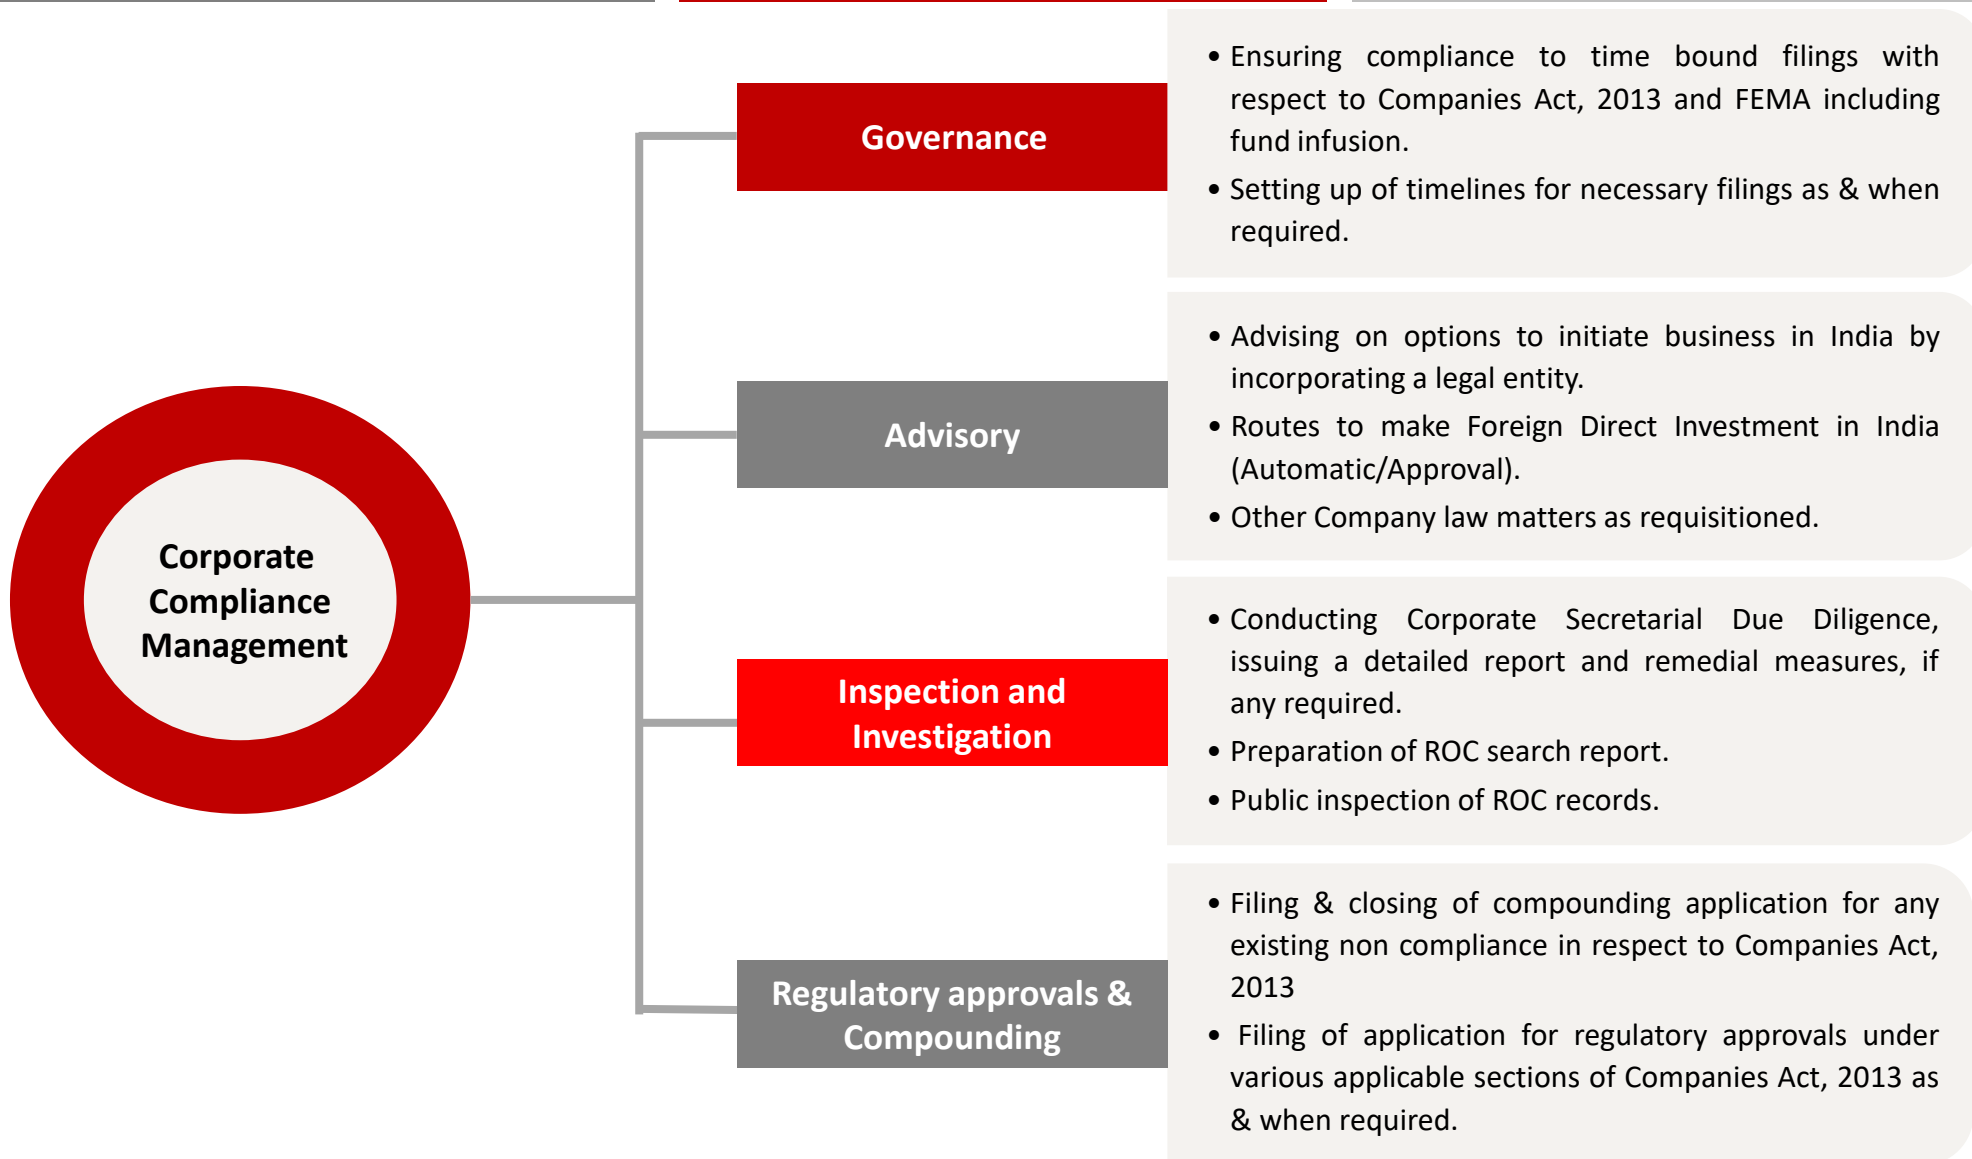 Corporate
Compliance
Management
Governance
• Ensuring compliance to time bound filings with
respect to Companies Act, 2013 and FEMA including
fund infusion.
• Setting up of timelines for necessary filings as & when
required.
Advisory
• Advising on options to initiate business in India by
incorporating a legal entity.
• Routes to make Foreign Direct Investment in India
(Automatic/Approval).
• Other Company law matters as requisitioned.
Inspection and
Investigation
• Conducting Corporate Secretarial Due Diligence,
issuing a detailed report and remedial measures, if
any required.
• Preparation of ROC search report.
• Public inspection of ROC records.
Regulatory approvals &
Compounding
• Filing & closing of compounding application for any
existing non compliance in respect to Companies Act,
2013
• Filing of application for regulatory approvals under
various applicable sections of Companies Act, 2013 as
& when required.